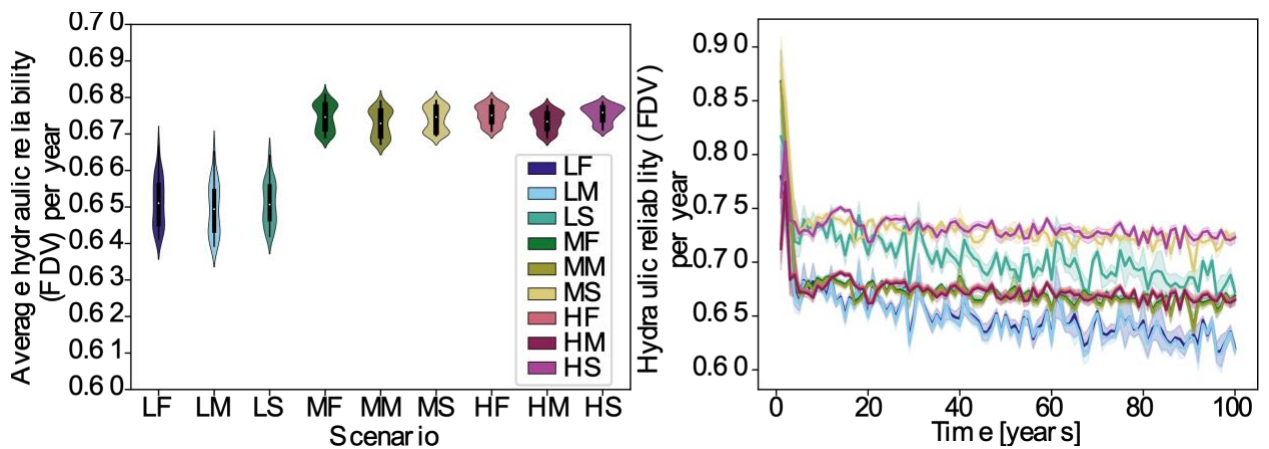 Average hydraulic reliability
(FDV) per year
0.70
0.69
0.68
0.67
0.66
0.65
0.64
0.63
0.62
0.61
0.60
LF
LM
LS
MF
MM
MS
HF
HM
HS
LF LM LS MF MM MS HF HM HS
Scenario
Hydraulic reliability (FDV)
per year
0.90
0.85
0.80
0.75
0.70
0.65
0.60
0 20 40 60 80 100
Time [years]